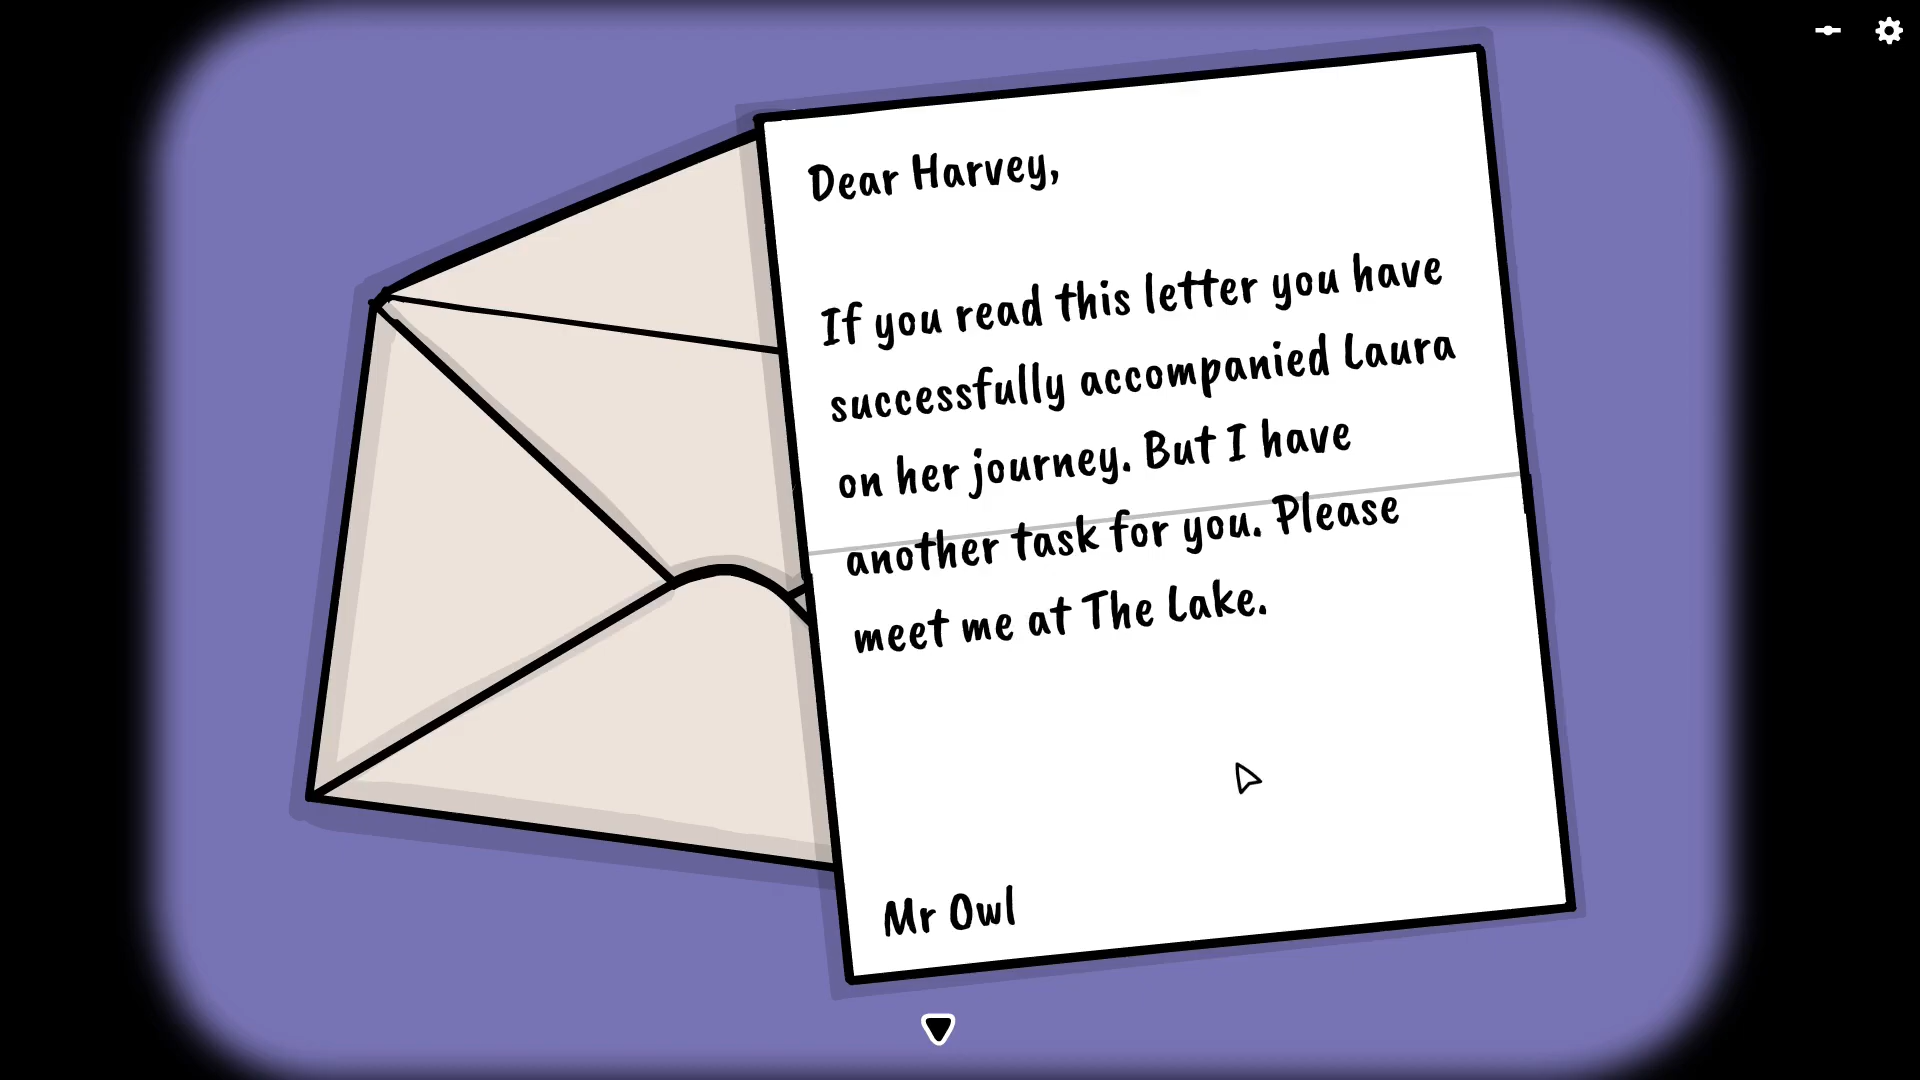 Dear Harvey,
If you read this letter you have
successfully accompanied Laura
on her journey. But I have
another task for you. Please
meet me at The Lake.
Mr Owl